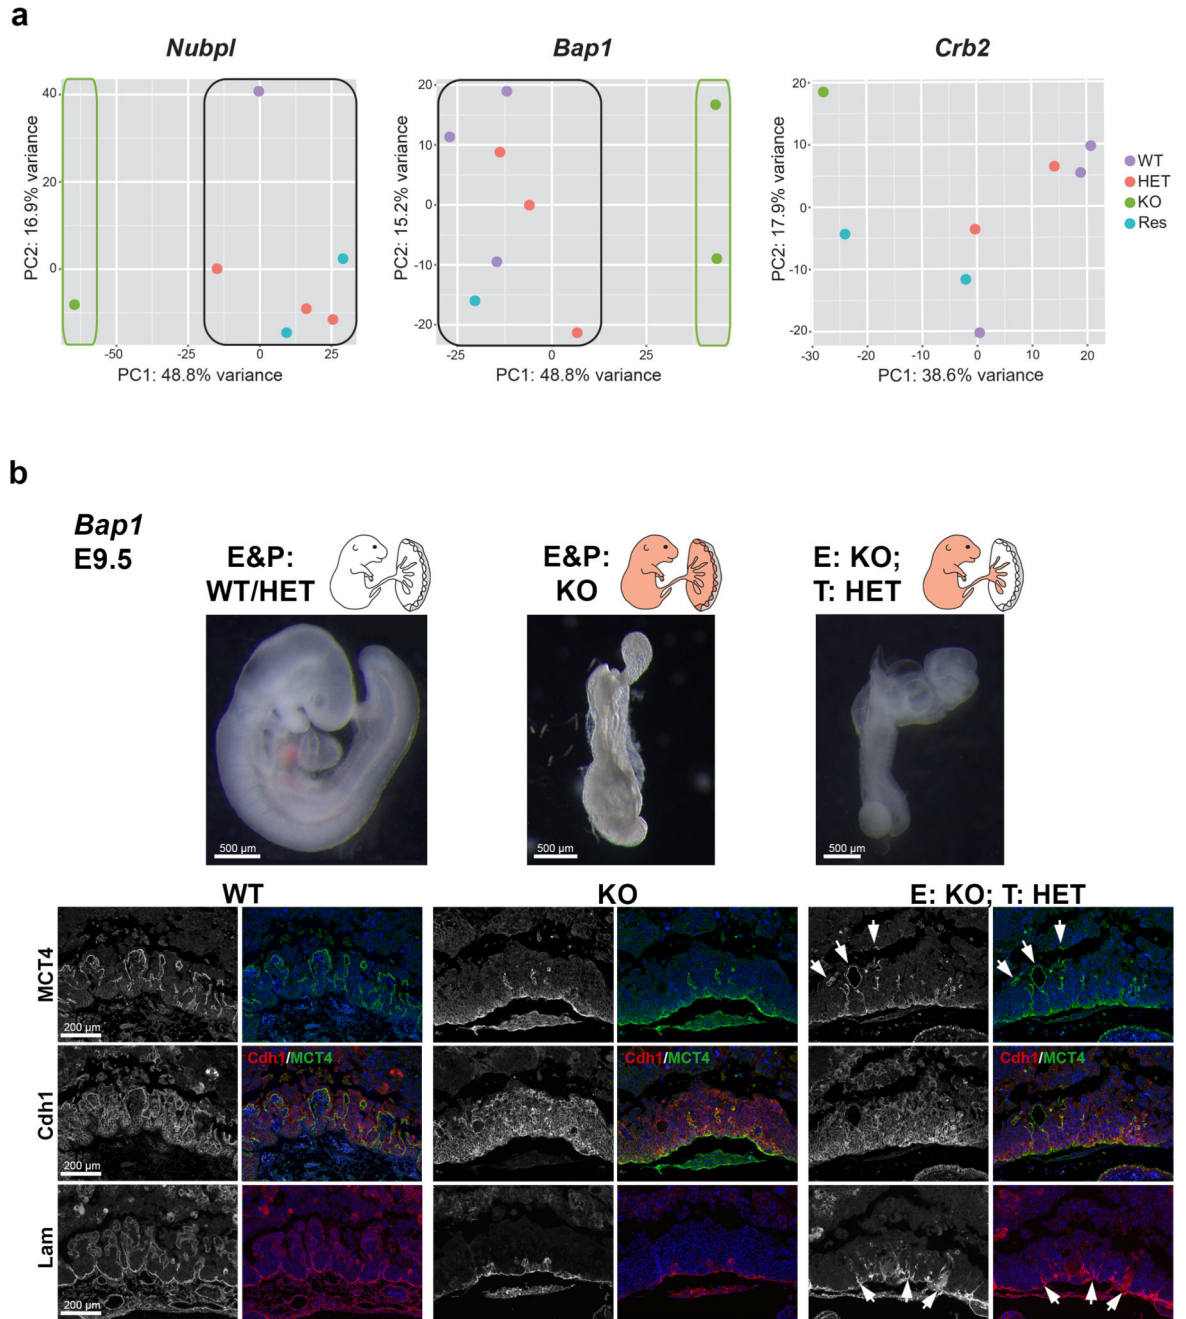 a
Nubpl
Bap1
Crb2
PC2: 16.9% variance
40
20
0
-50
-25
0
25
PC1: 48.8% variance
PC2: 15.2% variance
20
10
0
-10
-20
-25
0
25
PC1: 48.8% variance
PC2: 17.9% variance
20
10
0
-10
-20
-30
-20
-10
0
10
20
PC1: 38.6% variance
WT
HET
KO
Res
b
Bap1
E9.5
E&P:
WT/HET
E&P:
KO
E: KO;
T: HET
500 µm
500 µm
500 µm
WT
KO
E: KO; T: HET
MCT4
200 µm
Cdh1
200 µm
Cdh1/MCT4
Cdh1/MCT4
Cdh1/MCT4
Lam
200 µm